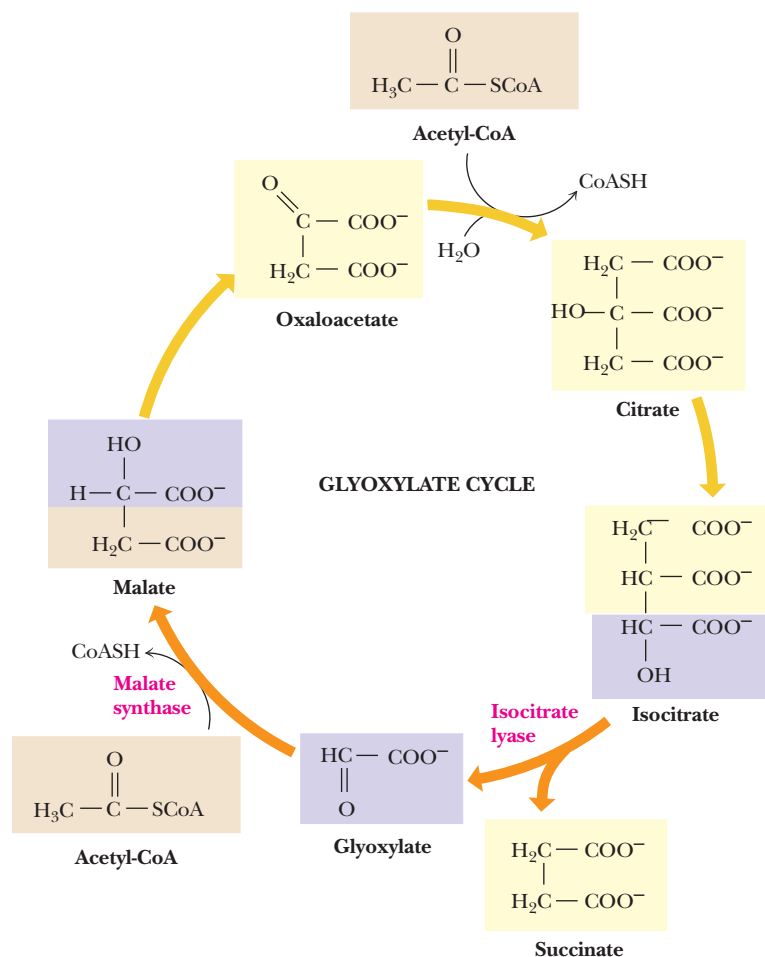 O
||
H₃C — C — SCoA
Acetyl-CoA
CoASH
H₂O
O
C — COO⁻
|
H₂C — COO⁻
Oxaloacetate
H₂C — COO⁻
|
HO—C — COO⁻
|
H₂C — COO⁻
Citrate
HO
|
H—C — COO⁻
|
H₂C —COO⁻
Malate
GLYOXYLATE CYCLE
H₂C— COO⁻
|
HC — COO⁻
|
HC — COO⁻
|
OH
Isocitrate
CoASH
Malate
synthase
Isocitrate
lyase
O
||
H₃C — C —SCoA
Acetyl-CoA
HC — COO⁻
||
O
Glyoxylate
H₂C — COO⁻
|
H₂C — COO⁻
Succinate